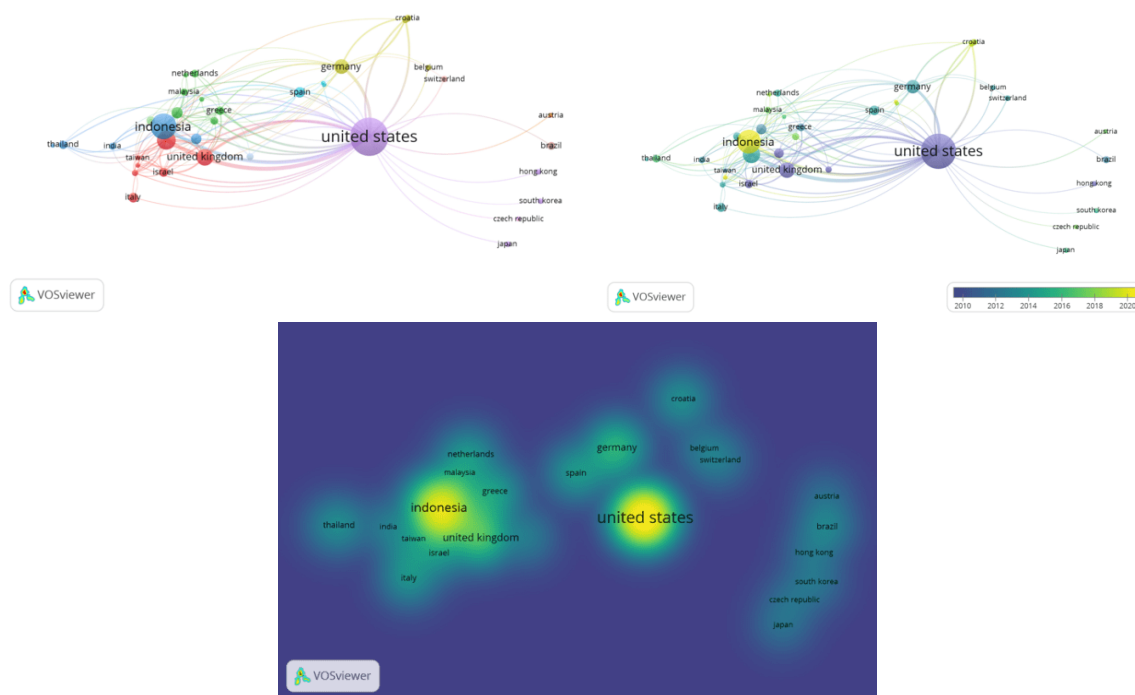 croatia
germany
netherlands
belgium
switzerland
malaysia
spain
greece
austria
indonesia
united states
thailand
india
brazil
taiwan
united kingdom
israel
hong kong
italy
south korea
czech republic
japan
VOSviewer
croatia
germany
belgium
netherlands
switzerland
malaysia
spain
greece
austria
indonesia
united states
thailand
india
brazil
taiwan
united kingdom
israel
hong kong
italy
south korea
czech republic
japan
VOSviewer
2010 2012 2014 2016 2018 2020
croatia
germany
belgium
netherlands
switzerland
malaysia
spain
greece
austria
indonesia
united states
thailand
india
brazil
taiwan
united kingdom
israel
hong kong
italy
south korea
czech republic
japan
VOSviewer